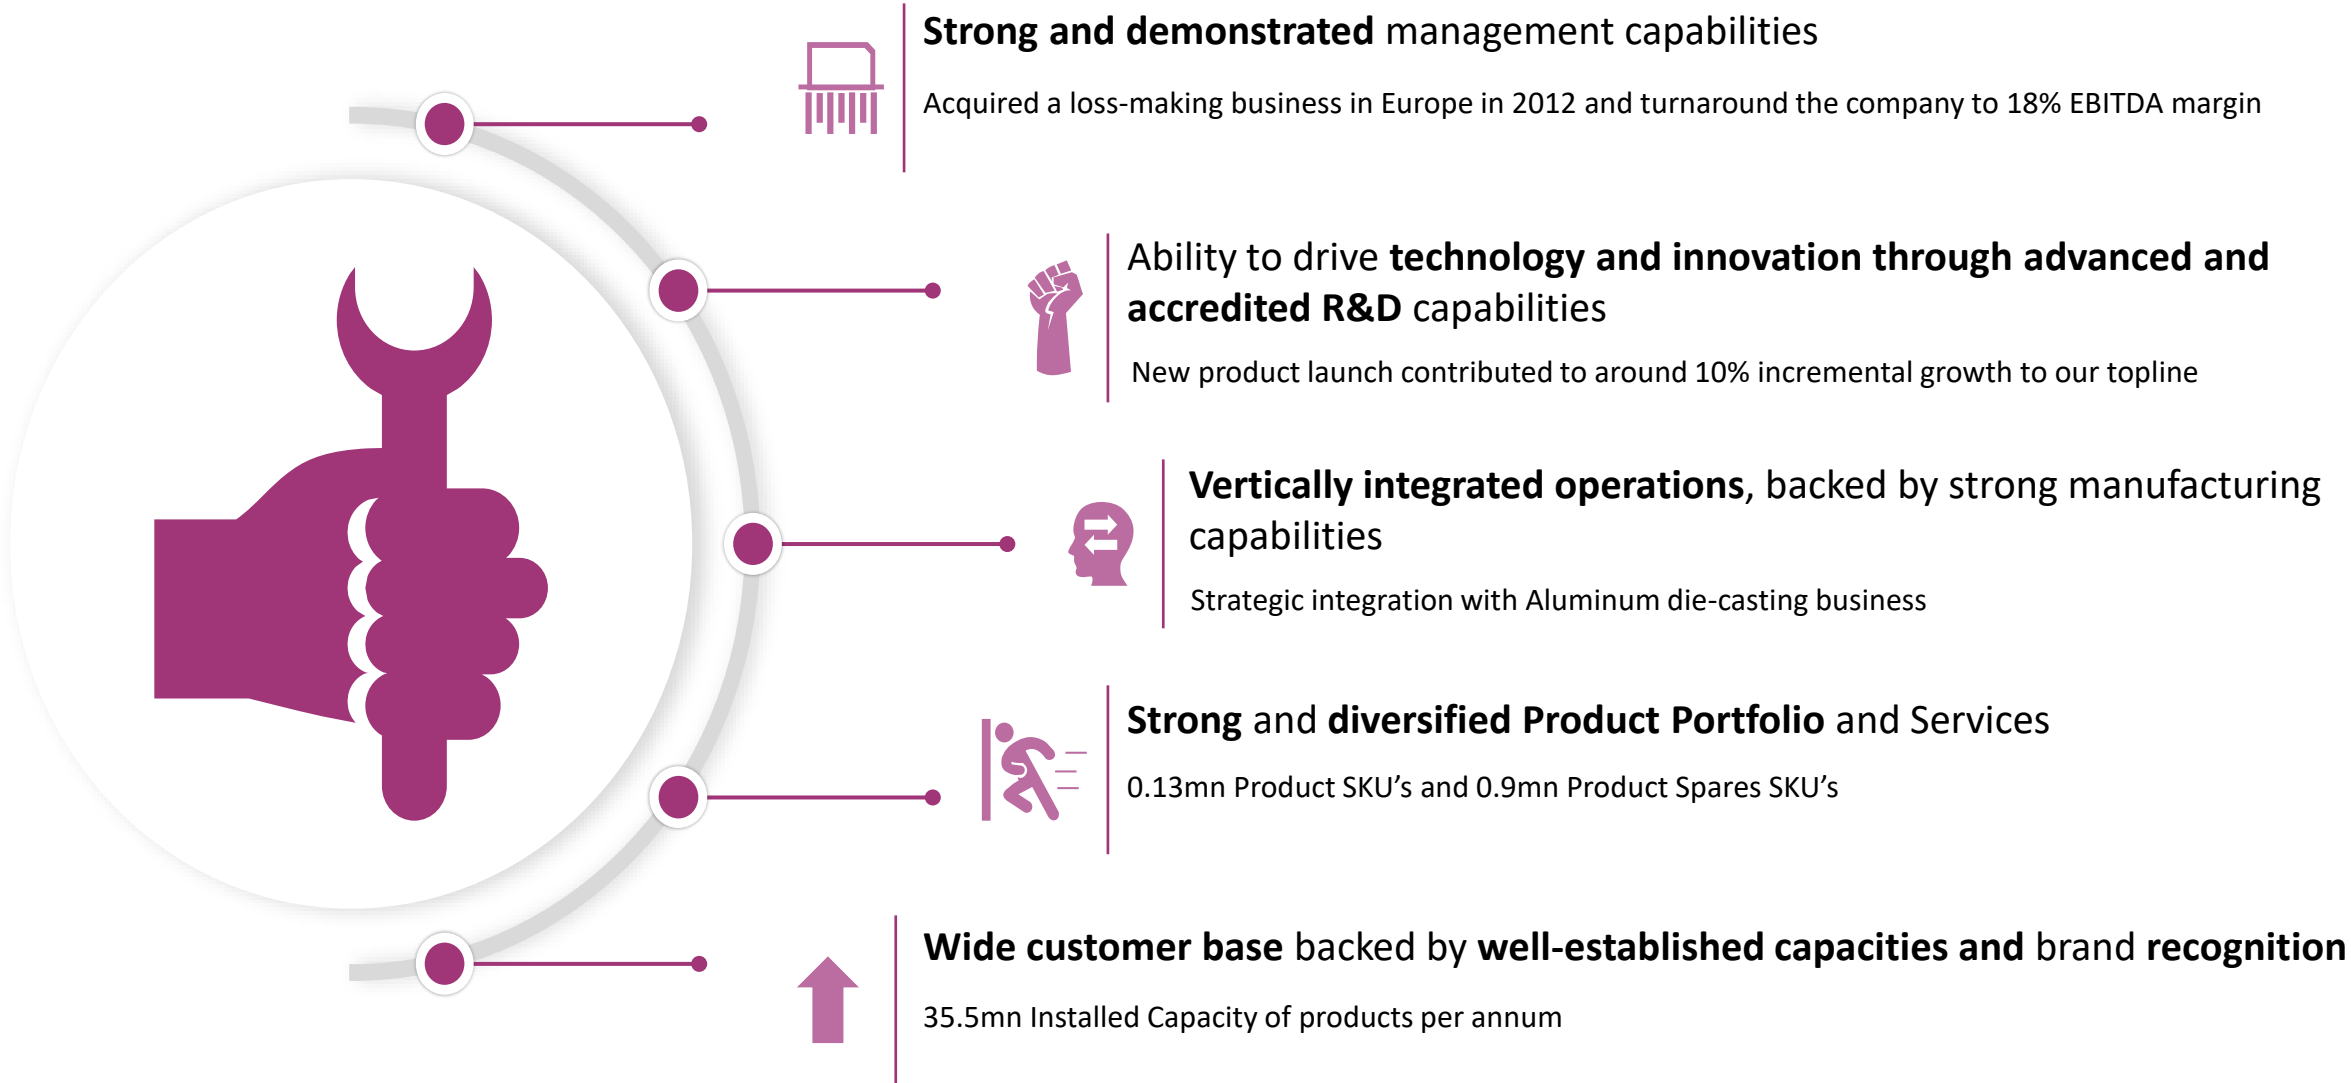 Strong and demonstrated management capabilities
Acquired a loss-making business in Europe in 2012 and turnaround the company to 18% EBITDA margin
Ability to drive technology and innovation through advanced and
accredited R&D capabilities
New product launch contributed to around 10% incremental growth to our topline
Vertically integrated operations, backed by strong manufacturing
capabilities
Strategic integration with Aluminum die-casting business
Strong and diversified Product Portfolio and Services
0.13mn Product SKU’s and 0.9mn Product Spares SKU’s
Wide customer base backed by well-established capacities and brand recognition
35.5mn Installed Capacity of products per annum